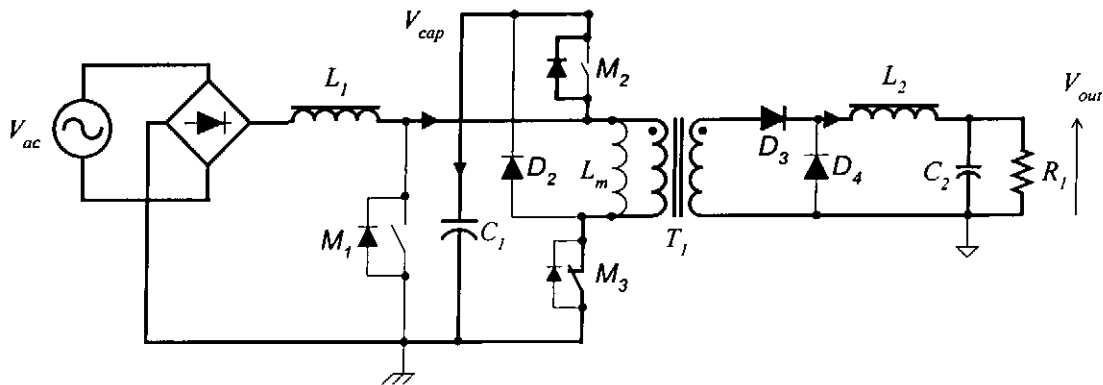 V_cap
M_2
L_1
L_2
V_out
V_ac
D_3
D_2
L_m
D_4
C_2
R_1
M_1
C_1
T_1
M_3